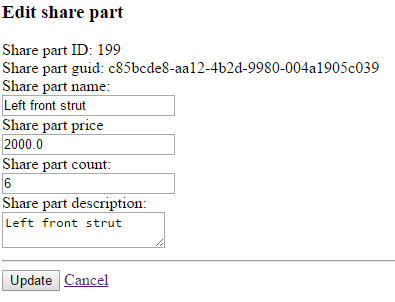 Edit share part
Share part ID: 199
Share part guid: c85bcde8-aa12-4b2d-9980-004a1905c039
Share part name:
Left front strut
Share part price
2000.0
Share part count:
6
Share part description:
Left front strut
Update Cancel